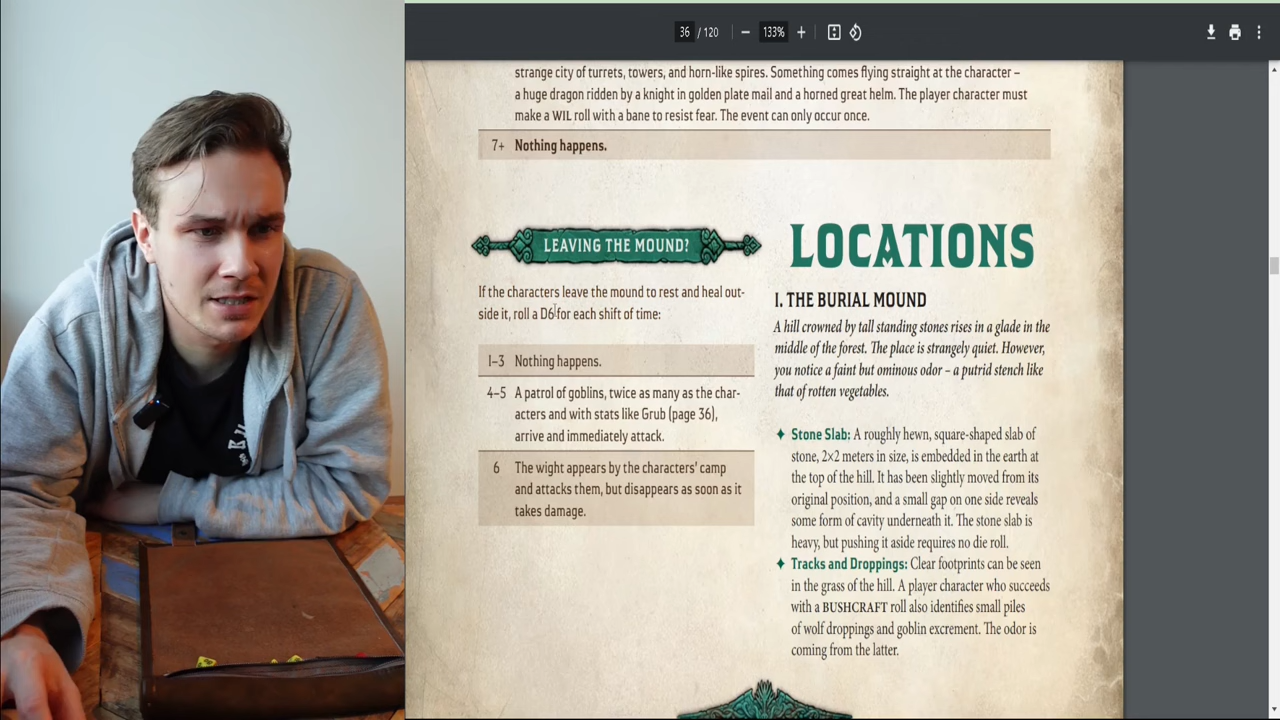 36 / 120
133%
strange city of turrets, towers, and horn-like spires. Something comes flying straight at the character –
a huge dragon ridden by a knight in golden plate mail and a horned great helm. The player character must
make a WIL roll with a bane to resist fear. The event can only occur once.
7+ Nothing happens.
LEAVING THE MOUND?
If the characters leave the mound to rest and heal out-
side it, roll a D6 for each shift of time:
1–3 Nothing happens.
4–5 A patrol of goblins, twice as many as the char-
acters and with stats like Grub (page 36),
arrive and immediately attack.
6 The wight appears by the characters’ camp
and attacks them, but disappears as soon as it
takes damage.
LOCATIONS
1. THE BURIAL MOUND
A hill crowned by tall standing stones rises in a glade in the
middle of the forest. The place is strangely quiet. However,
you notice a faint but ominous odor – a putrid stench like
that of rotten vegetables.
Stone Slab: A roughly hewn, square-shaped slab of
stone, 2×2 meters in size, is embedded in the earth at
the top of the hill. It has been slightly moved from its
original position, and a small gap on one side reveals
some form of cavity underneath it. The stone slab is
heavy, but pushing it aside requires no die roll.
Tracks and Droppings: Clear footprints can be seen
in the grass of the hill. A player character who succeeds
with a BUSHCRAFT roll also identifies small piles
of wolf droppings and goblin excrement. The odor is
coming from the latter.